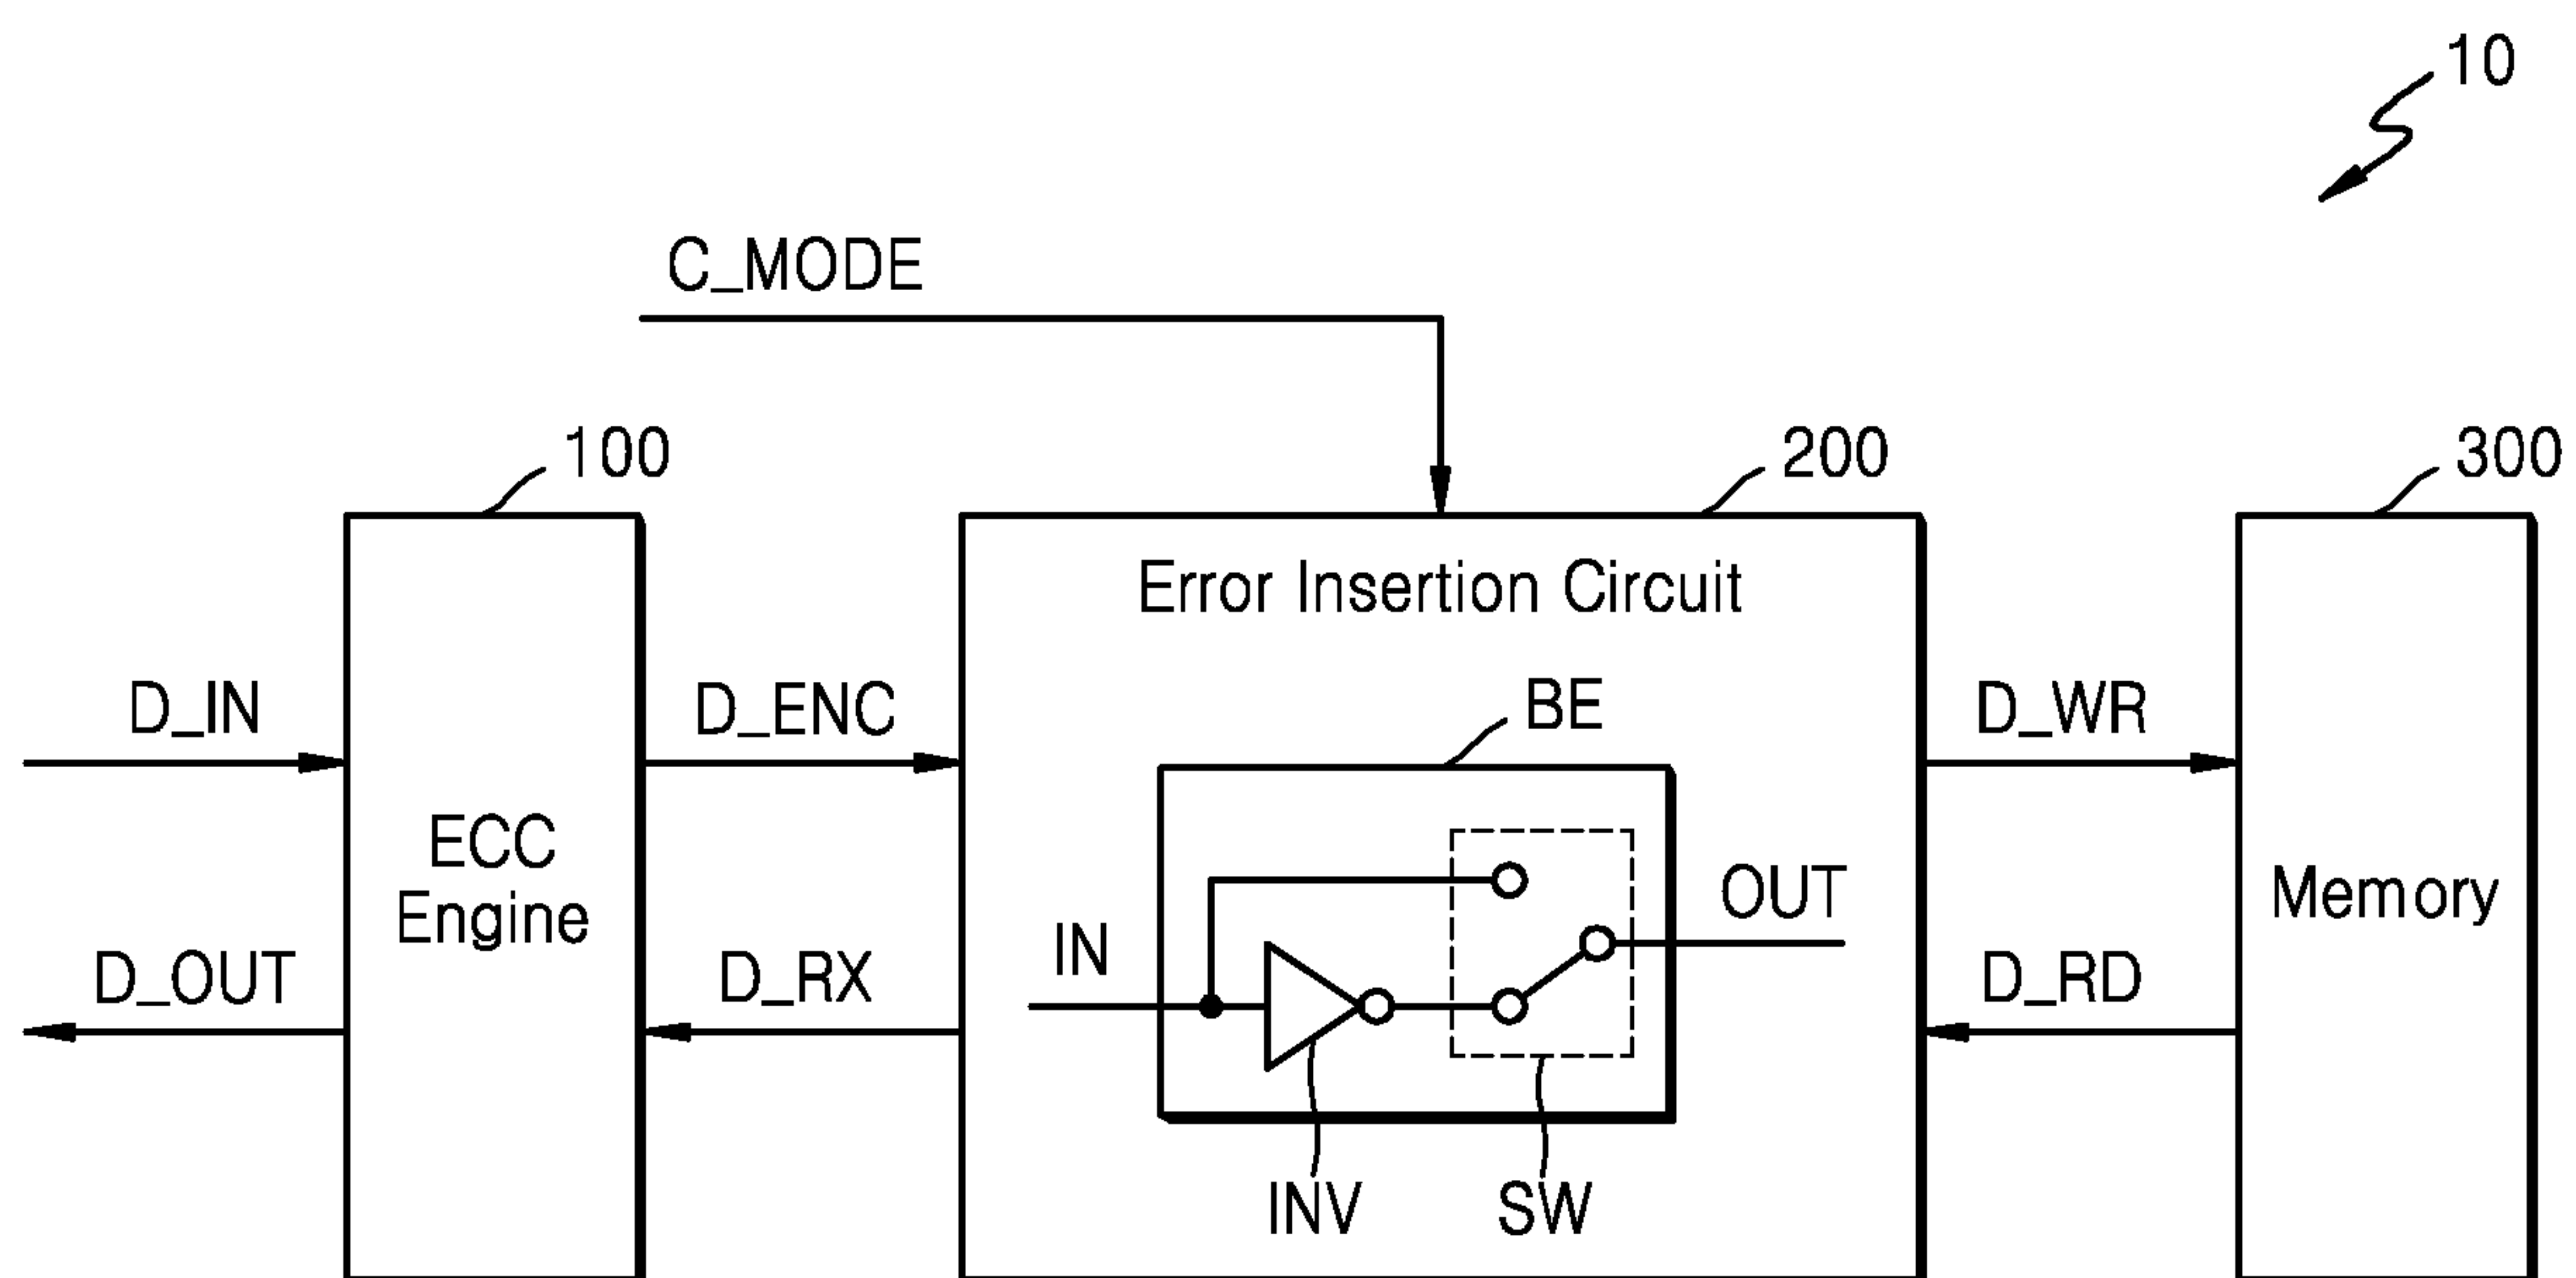 10
C_MODE
100
200
300
Error Insertion Circuit
D_IN
D_ENC
BE
D_WR
ECC
Engine
OUT
Memory
IN
D_OUT
D_RX
D_RD
INV
SW